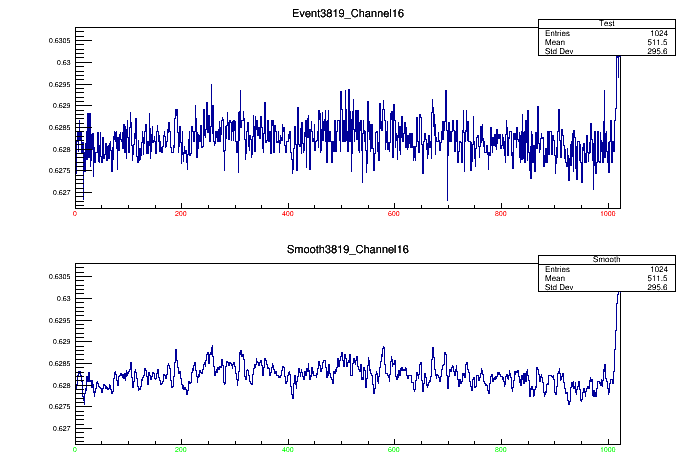 Event3819_Channel16
Test
Entries 1024
Mean 511.5
Std Dev 295.6
0.6305
0.63
0.6295
0.629
0.6285
0.628
0.6275
0.627
0 200 400 600 800 1000
Smooth3819_Channel16
Smooth
Entries 1024
Mean 511.5
Std Dev 295.6
0.6305
0.63
0.6295
0.629
0.6285
0.628
0.6275
0.627
0 200 400 600 800 1000